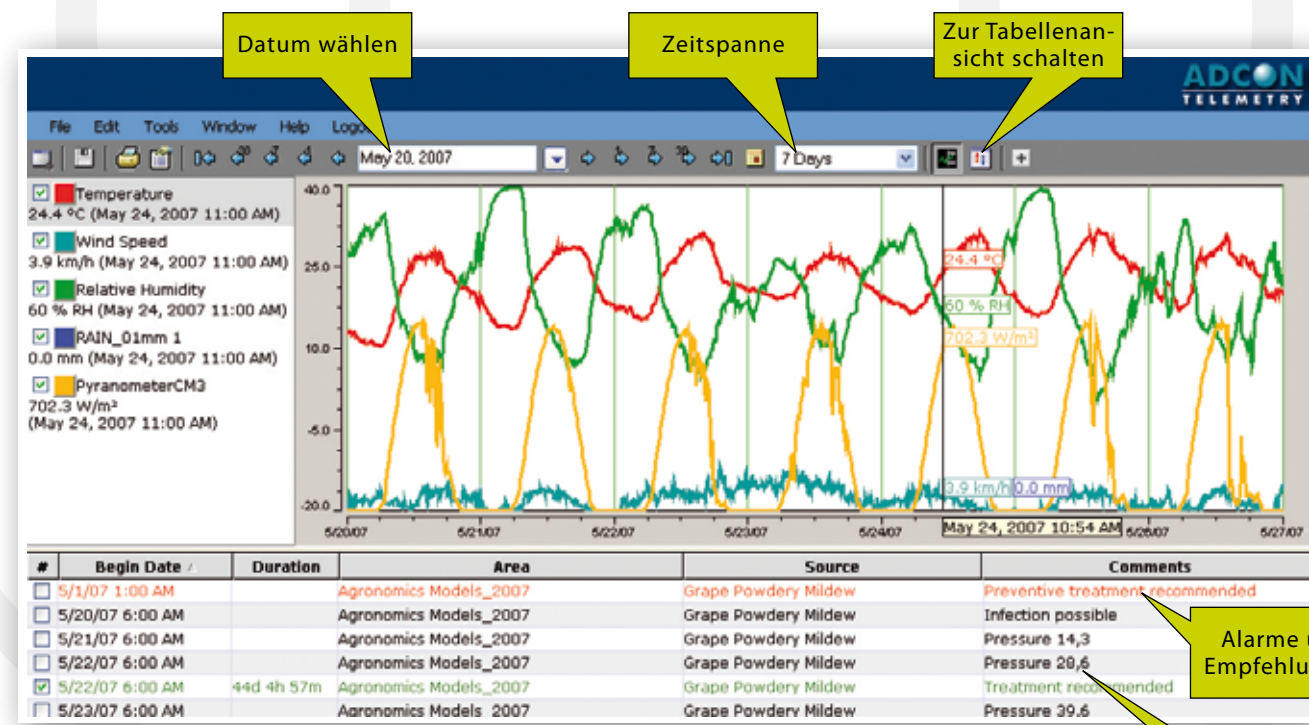 Datum wählen
Zeitspanne
Zur Tabellenan-
sicht schalten
ADCON
TELEMETRY
File Edit Tools Window Help
May 20, 2007
7 Days
Temperature
24.4 °C (May 24, 2007 11:00 AM)
Wind Speed
3.9 km/h (May 24, 2007 11:00 AM)
Relative Humidity
60 % RH (May 24, 2007 11:00 AM)
RAIN_01mm 1
0.0 mm (May 24, 2007 11:00 AM)
PyranometerCM3
702.3 W/m²
(May 24, 2007 11:00 AM)
40.0
25.0
10.0
-5.0
-20.0
24.4 °C
60 % RH
702.3 W/m²
3.9 km/h 0.0 mm
5/20/07 5/21/07 5/22/07 5/23/07 5/24/07 May 24, 2007 10:54 AM 5/26/07 5/27/07
# Begin Date Duration Area Source Comments
5/1/07 1:00 AM Agronomics Models_2007 Grape Powdery Mildew Preventive treatment recommended
5/20/07 6:00 AM Agronomics Models_2007 Grape Powdery Mildew Infection possible
5/21/07 6:00 AM Agronomics Models_2007 Grape Powdery Mildew Pressure 14,3
5/22/07 6:00 AM Agronomics Models_2007 Grape Powdery Mildew Pressure 28,6
5/22/07 6:00 AM 44d 4h 57m Agronomics Models_2007 Grape Powdery Mildew Treatment recommended
5/23/07 6:00 AM Agronomics Models_2007 Grape Powdery Mildew Pressure 39.6
Alarme